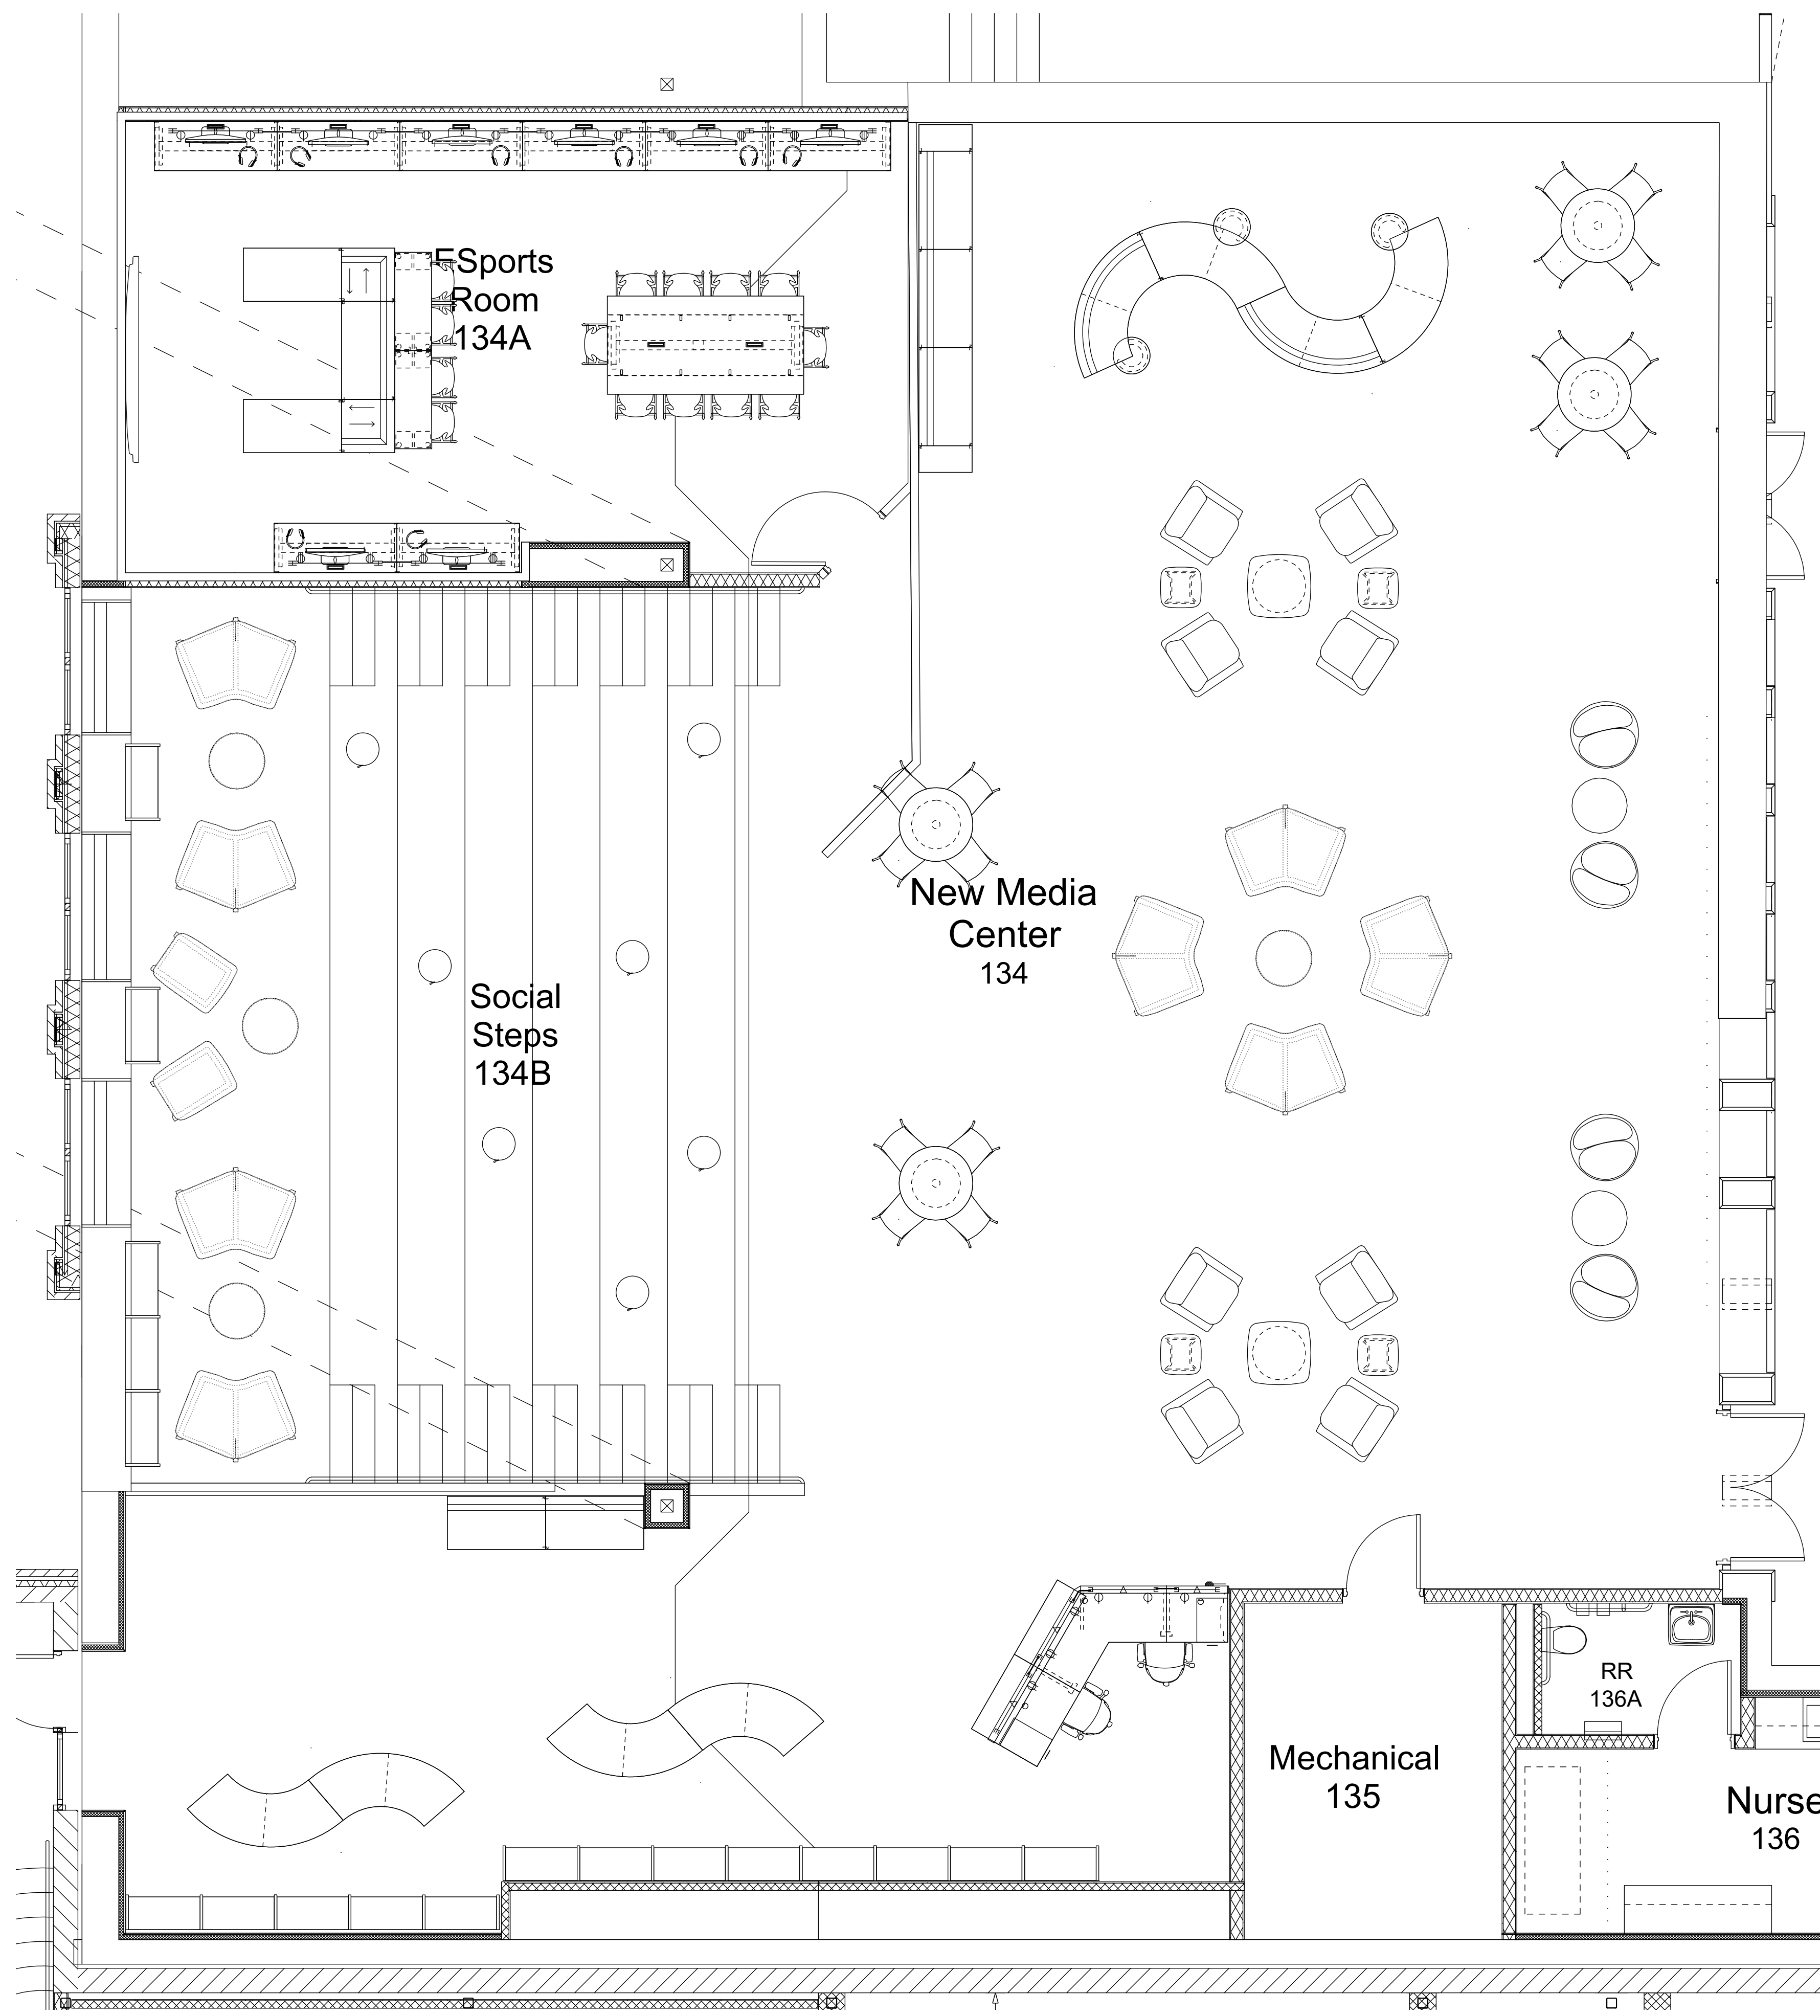 ESports
Room
134A
New Media
Center
134
Social
Steps
134B
RR
136A
Mechanical
135
Nurse
136